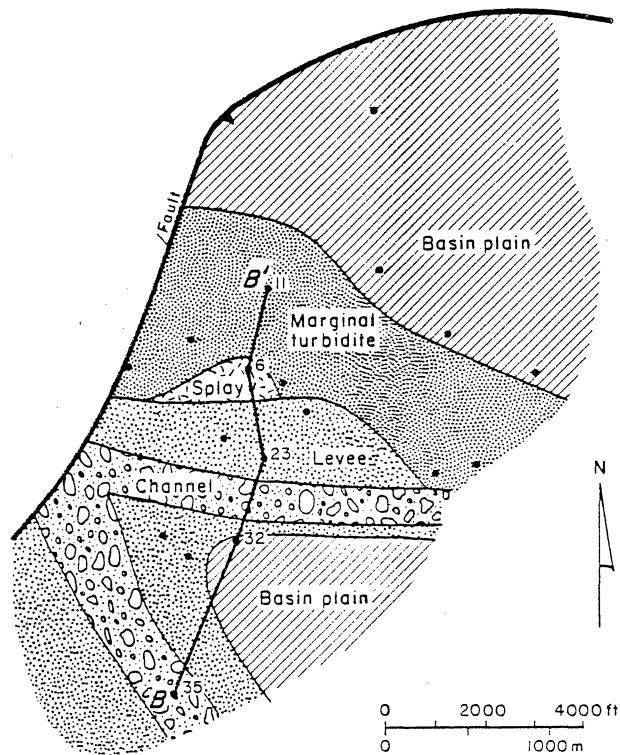 Fault
Basin plain
B' 11
Marginal
turbidite
6
Splay
23
Levee
Channel
N
32
Basin plain
B 35
0 2000 4000 ft
0 1000 m